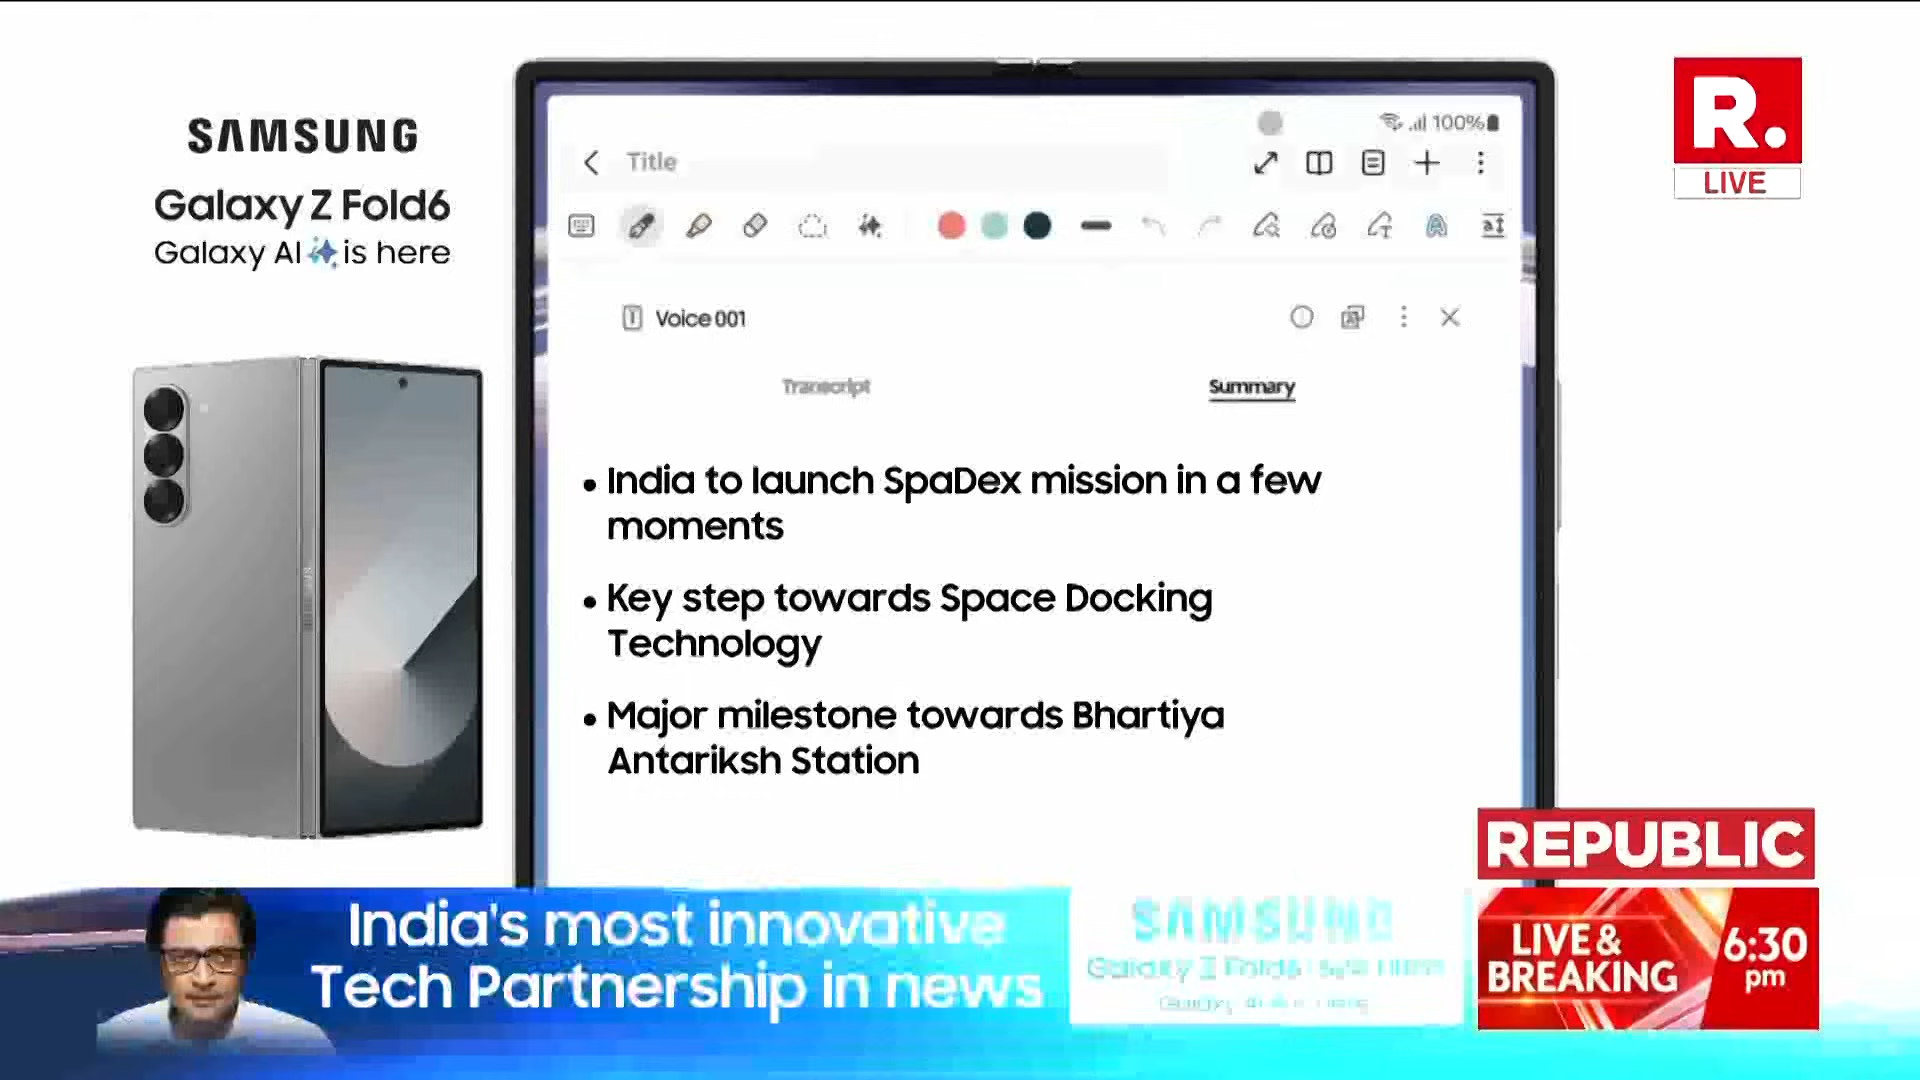 SAMSUNG
Galaxy Z Fold6
Galaxy AI is here
R.
LIVE
100%
Title
Voice 001
Transcript
Summary
• India to launch SpaDex mission in a few
moments
• Key step towards Space Docking
Technology
• Major milestone towards Bhartiya
Antariksh Station
REPUBLIC
India's most innovative
Tech Partnership in news
SAMSUNG
Galaxy Z Fold6
LIVE &
BREAKING
6:30
pm